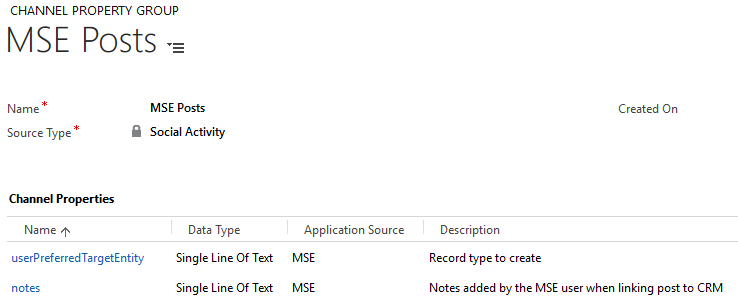 CHANNEL PROPERTY GROUP
MSE Posts
Name* MSE Posts Created On
Source Type* Social Activity
Channel Properties
Name Data Type Application Source Description
userPreferredTargetEntity Single Line Of Text MSE Record type to create
notes Single Line Of Text MSE Notes added by the MSE user when linking post to CRM